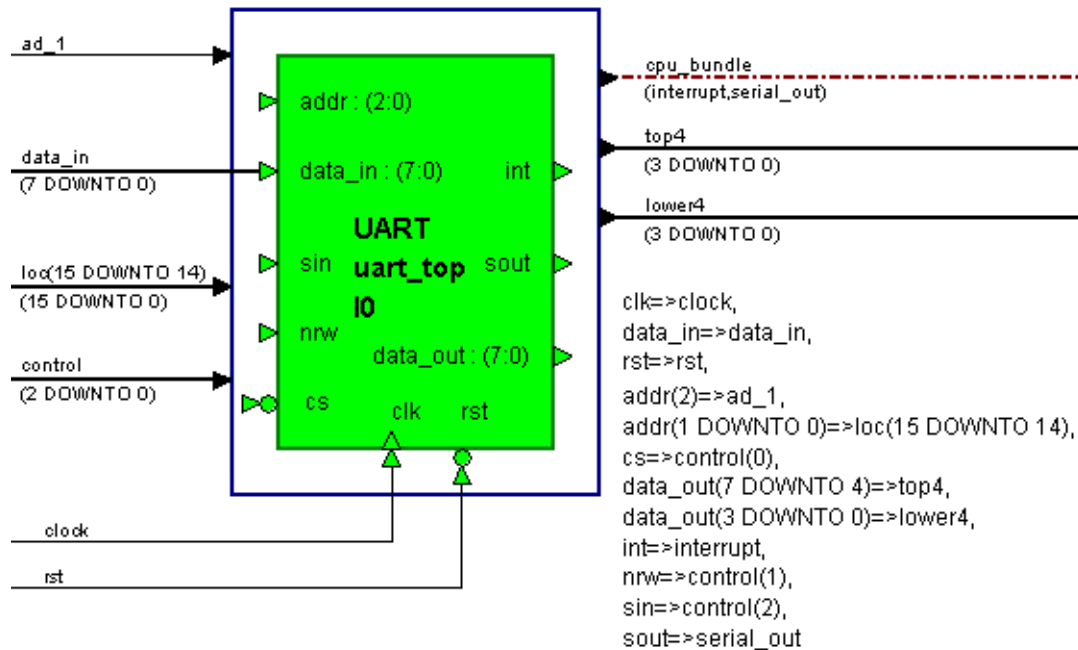 ad_1
data_in
(7 DOWNTO 0)
loc(15 DOWNTO 14)
(15 DOWNTO 0)
control
(2 DOWNTO 0)
clock
rst
addr : (2:0)
data_in : (7:0)
int
UART
uart_top
I0
sin
sout
nrw
data_out : (7:0)
cs
clk
rst
cpu_bundle
(interrupt,serial_out)
top4
(3 DOWNTO 0)
lower4
(3 DOWNTO 0)
clk=>clock,
data_in=>data_in,
rst=>rst,
addr(2)=>ad_1,
addr(1 DOWNTO 0)=>loc(15 DOWNTO 14),
cs=>control(0),
data_out(7 DOWNTO 4)=>top4,
data_out(3 DOWNTO 0)=>lower4,
int=>interrupt,
nrw=>control(1),
sin=>control(2),
sout=>serial_out